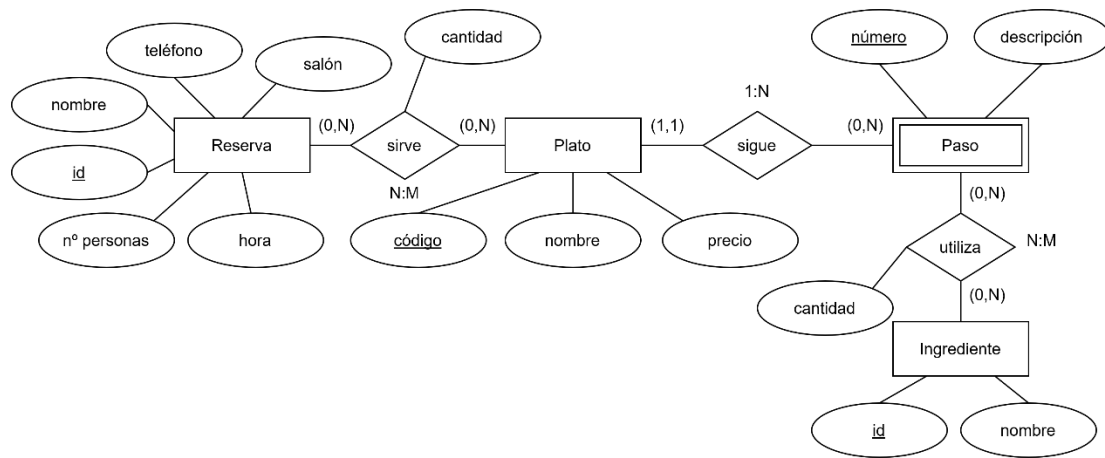 cantidad
teléfono
salón
nombre
id
nº personas
hora
Reserva
(0,N)
sirve
N:M
(0,N)
Plato
código
nombre
precio
(1,1)
1:N
sigue
(0,N)
número
descripción
Paso
(0,N)
utiliza
N:M
cantidad
(0,N)
Ingrediente
id
nombre